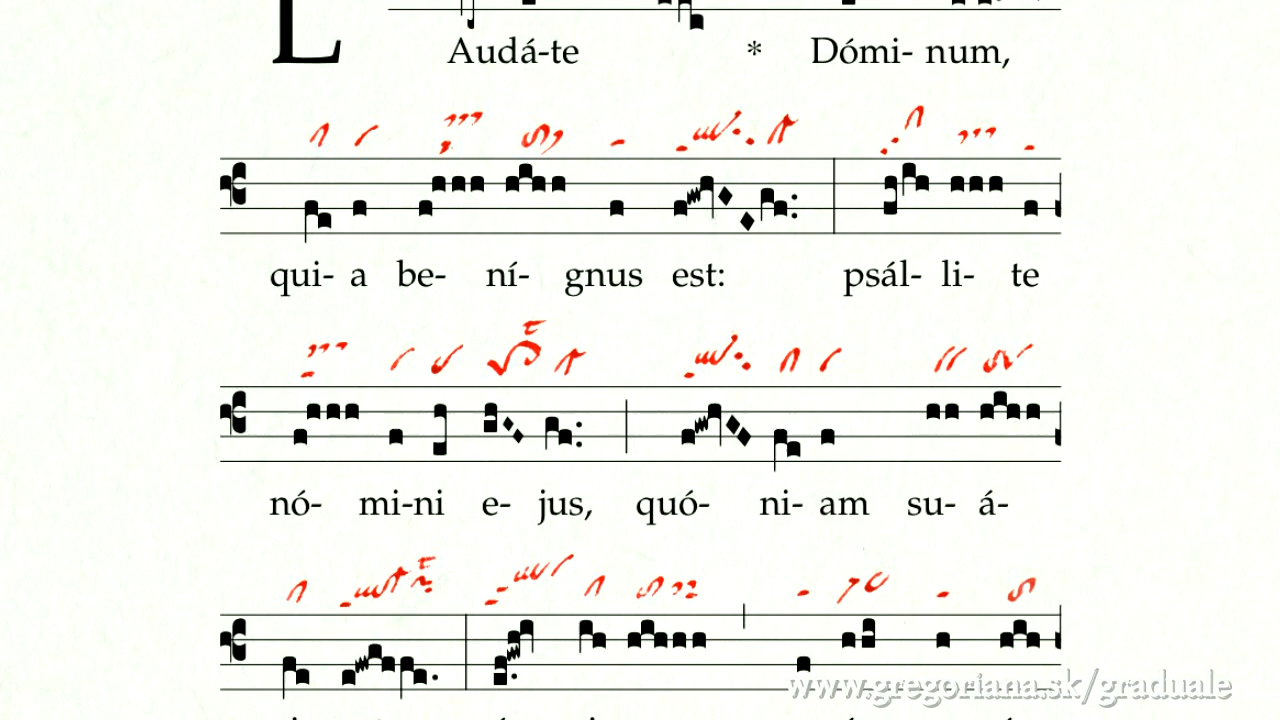 LAudá-te * Dómi- num,
qui- a be- ní- gnus est: psál- li- te
nó- mi-ni e- jus, quó- ni- am su- á-
www.gregoriana.sk/graduale